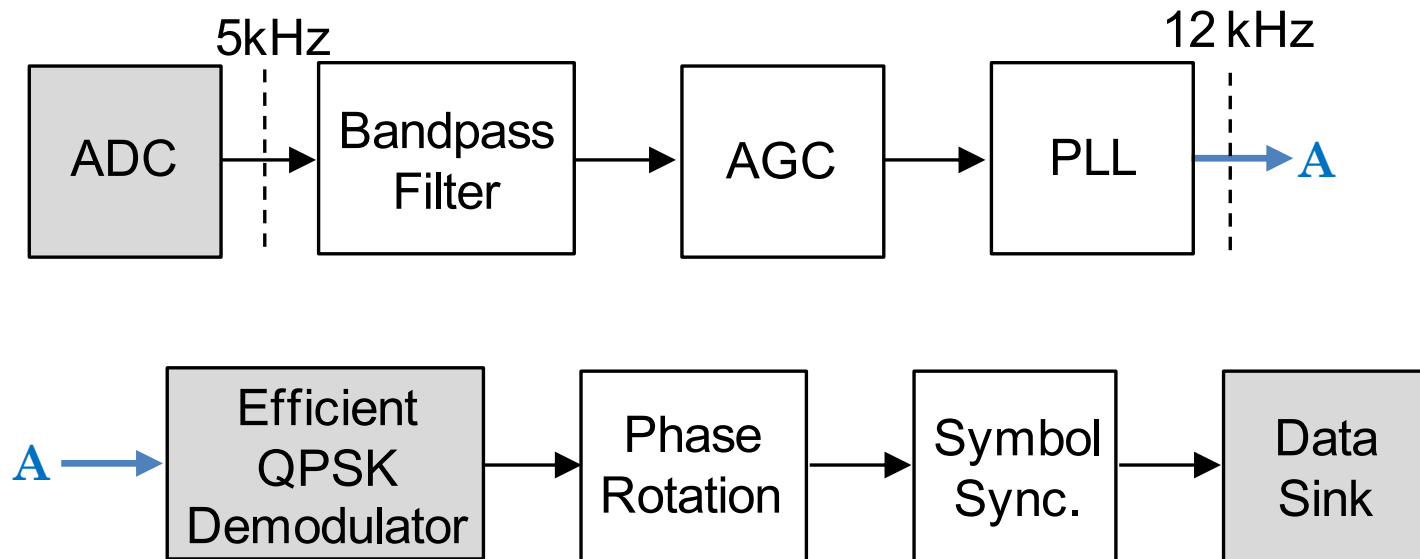 5kHz
12 kHz
ADC
Bandpass
Filter
AGC
PLL
A
A
Efficient
QPSK
Demodulator
Phase
Rotation
Symbol
Sync.
Data
Sink